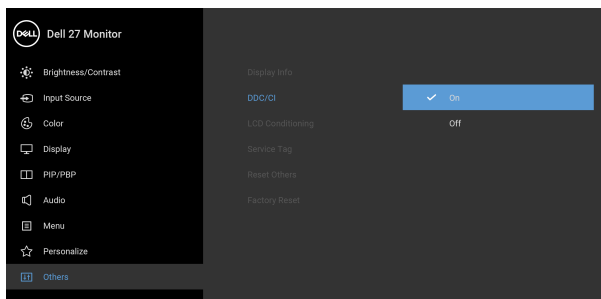 DELL Dell 27 Monitor
Brightness/Contrast
Input Source
Color
Display
PIP/PBP
Audio
Menu
Personalize
Others
Display Info
DDC/CI
LCD Conditioning
Service Tag
Reset Others
Factory Reset
On
Off